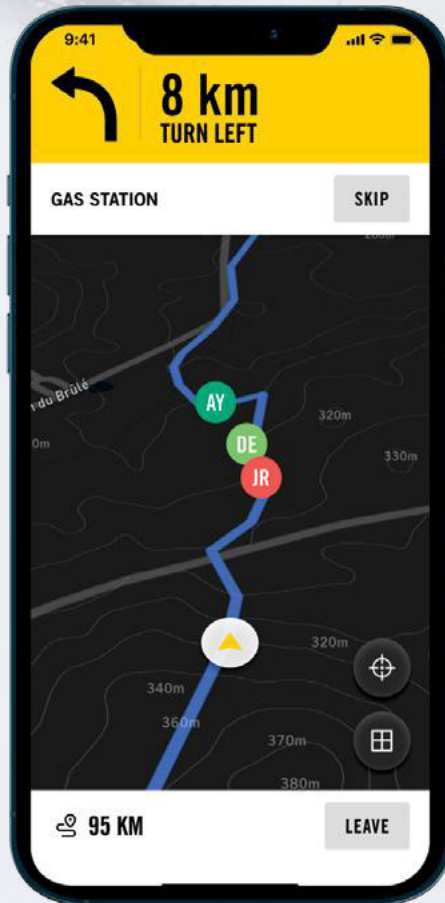 9:41
8 km
TURN LEFT
GAS STATION
SKIP
AY
du Brûlé
320m
DE
330m
JR
320m
340m
360m
370m
380m
95 KM
LEAVE